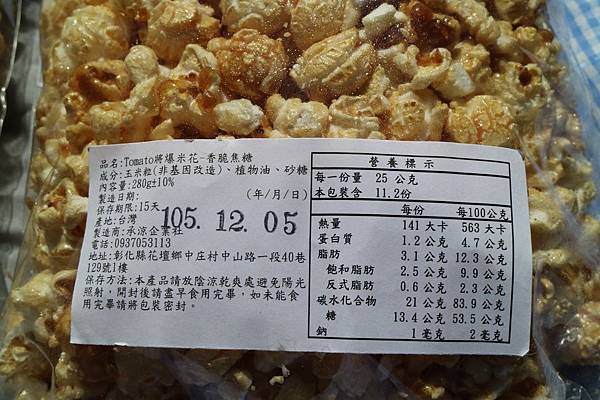 品名:Tomato將爆米花-香脆焦糖
成分:玉米粒(非基因改造)、植物油、砂糖
內容量:280g±10%
製造日期: (年/月/日)
105.12.05
保存期限:15天
產地:台灣
製造商:承涼企業社
電話:0937053113
地址:彰化縣花壇鄉中庄村中山路一段40巷
129號1樓
保存方法:本產品請放陰涼乾爽處避免陽光
照射,開封後請盡早食用完畢,如未能食
用完畢請將包裝密封。
營養標示
每一份量 25 公克
本包裝含 11.2份
每份 每100公克
熱量 141 大卡 563 大卡
蛋白質 1.2 公克 4.7 公克
脂肪 3.1 公克 12.3 公克
飽和脂肪 2.5 公克 9.9 公克
反式脂肪 0.6 公克 2.3 公克
碳水化合物 21 公克 83.9 公克
糖 13.4 公克 53.5 公克
鈉 1 毫克 2 毫克